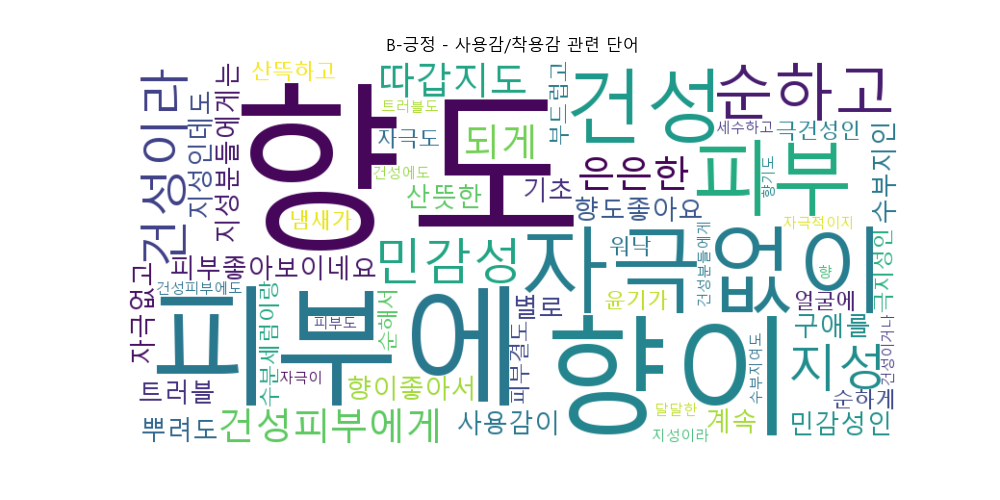 B-긍정 - 사용감/착용감 관련 단어
건성이라
산뜩하고
지성인데도
지성분들에게는
향도
따갑지도
트러블도
자극도
건성에도
되게
부드럽고
건성
순하고
세수하고
극건성인
수부지인
피부
향기도
은은한
기초
산뜻한
냄새가
향도좋아요
자극적이지
자극없고
피부좋아보이네요
건성피부에도
민감성
자극없이
워낙
건성분들에게
향
얼굴에
극지성인
피부에
수분세럼이랑
피부도
순해서
별로
윤기가
향이
구애를
지성
건성이거나
자극이
트러블
향이좋아서
피부결도
수부지여도
순하게
달달한
뿌려도
건성피부에게
사용감이
지성이라
계속
민감성인